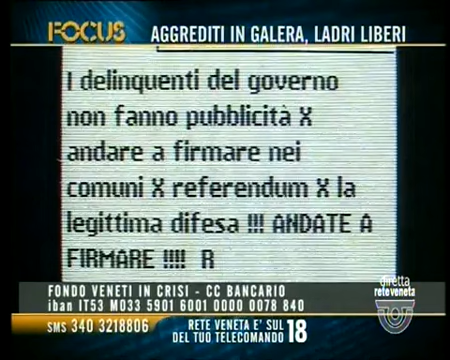 FOCUS AGGREDITI IN GALERA, LADRI LIBERI
I delinquenti del governo
non fanno pubblicità X
andare a firmare nei
comuni X referendum X la
legittima difesa !!! ANDATE A
FIRMARE !!!! R
FONDO VENETI IN CRISI - CC BANCARIO
iban IT53 M033 5901 6001 0000 0078 840
diretta
reteveneta
SMS 340 3218806
RETE VENETA E' SUL
DEL TUO TELECOMANDO 18